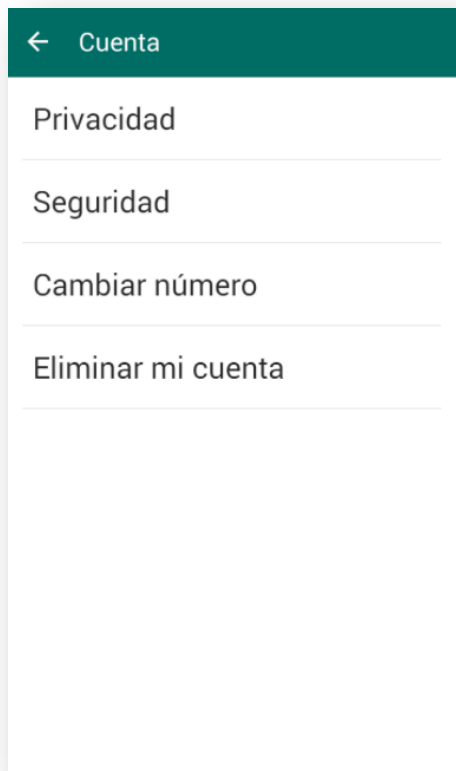 Cuenta
Privacidad
Seguridad
Cambiar número
Eliminar mi cuenta